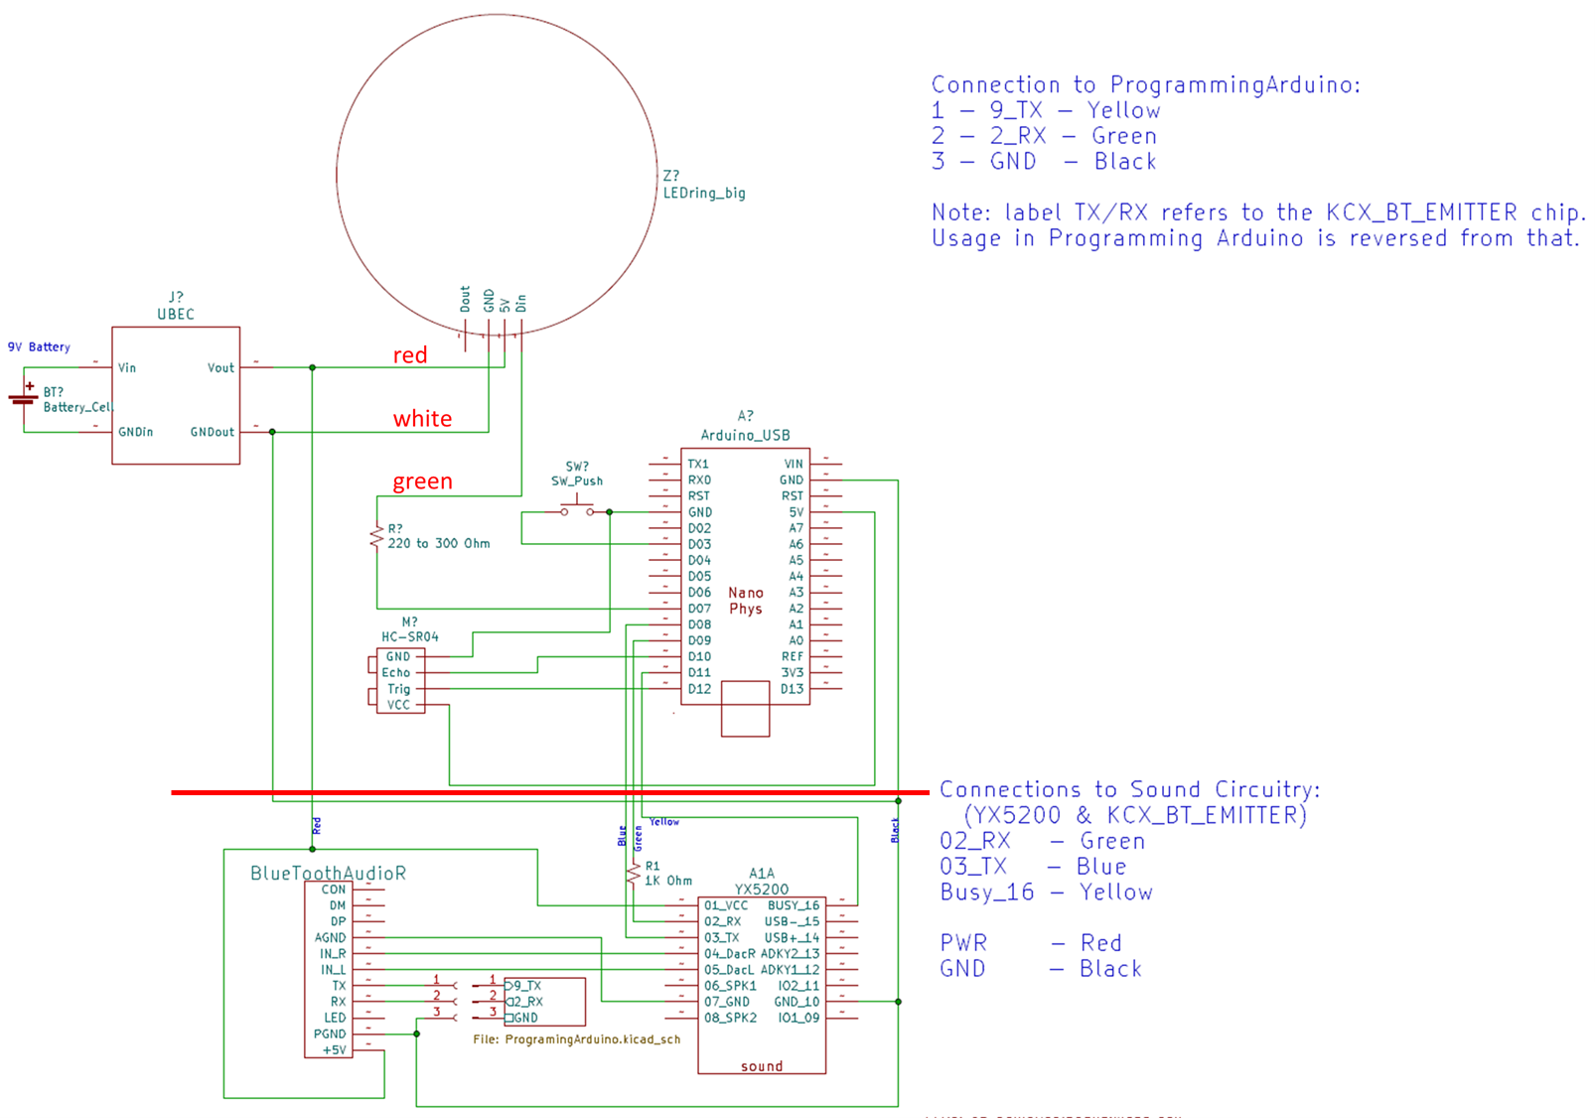 Connection to ProgrammingArduino:
1 – 9_TX – Yellow
2 – 2_RX – Green
3 – GND – Black
Note: label TX/RX refers to the KCX_BT_EMITTER chip.
Usage in Programming Arduino is reversed from that.
Z?
LEDring_big
Dout
GND
5V
Din
J?
UBEC
9V Battery
Vin
Vout
GNDin
GNDout
+
BT?
Battery_Cel
red
white
green
A?
Arduino_USB
SW?
SW_Push
R?
220 to 300 Ohm
TX1 VIN
RX0 GND
RST RST
GND 5V
D02 A7
D03 A6
D04 A5
D05 A4
D06 A3
D07 A2
D08 A1
D09 A0
D10 REF
D11 3V3
D12 D13
Nano
Phys
M?
HC-SR04
GND
Echo
Trig
VCC
Connections to Sound Circuitry:
(YX5200 & KCX_BT_EMITTER)
02_RX – Green
03_TX – Blue
Busy_16 – Yellow
PWR – Red
GND – Black
Red
Blue
Green
Yellow
Black
R1
1K Ohm
BlueToothAudioR
CON
DM
DP
AGND
IN_R
IN_L
TX
RX
LED
PGND
+5V
1 1 9_TX
2 2 2_RX
3 3 GND
File: ProgramingArduino.kicad_sch
A1A
YX5200
01_VCC BUSY_16
02_RX USB-_15
03_TX USB+_14
04_DacR ADKY2_13
05_DacL ADKY1_12
06_SPK1 IO2_11
07_GND GND_10
08_SPK2 IO1_09
sound